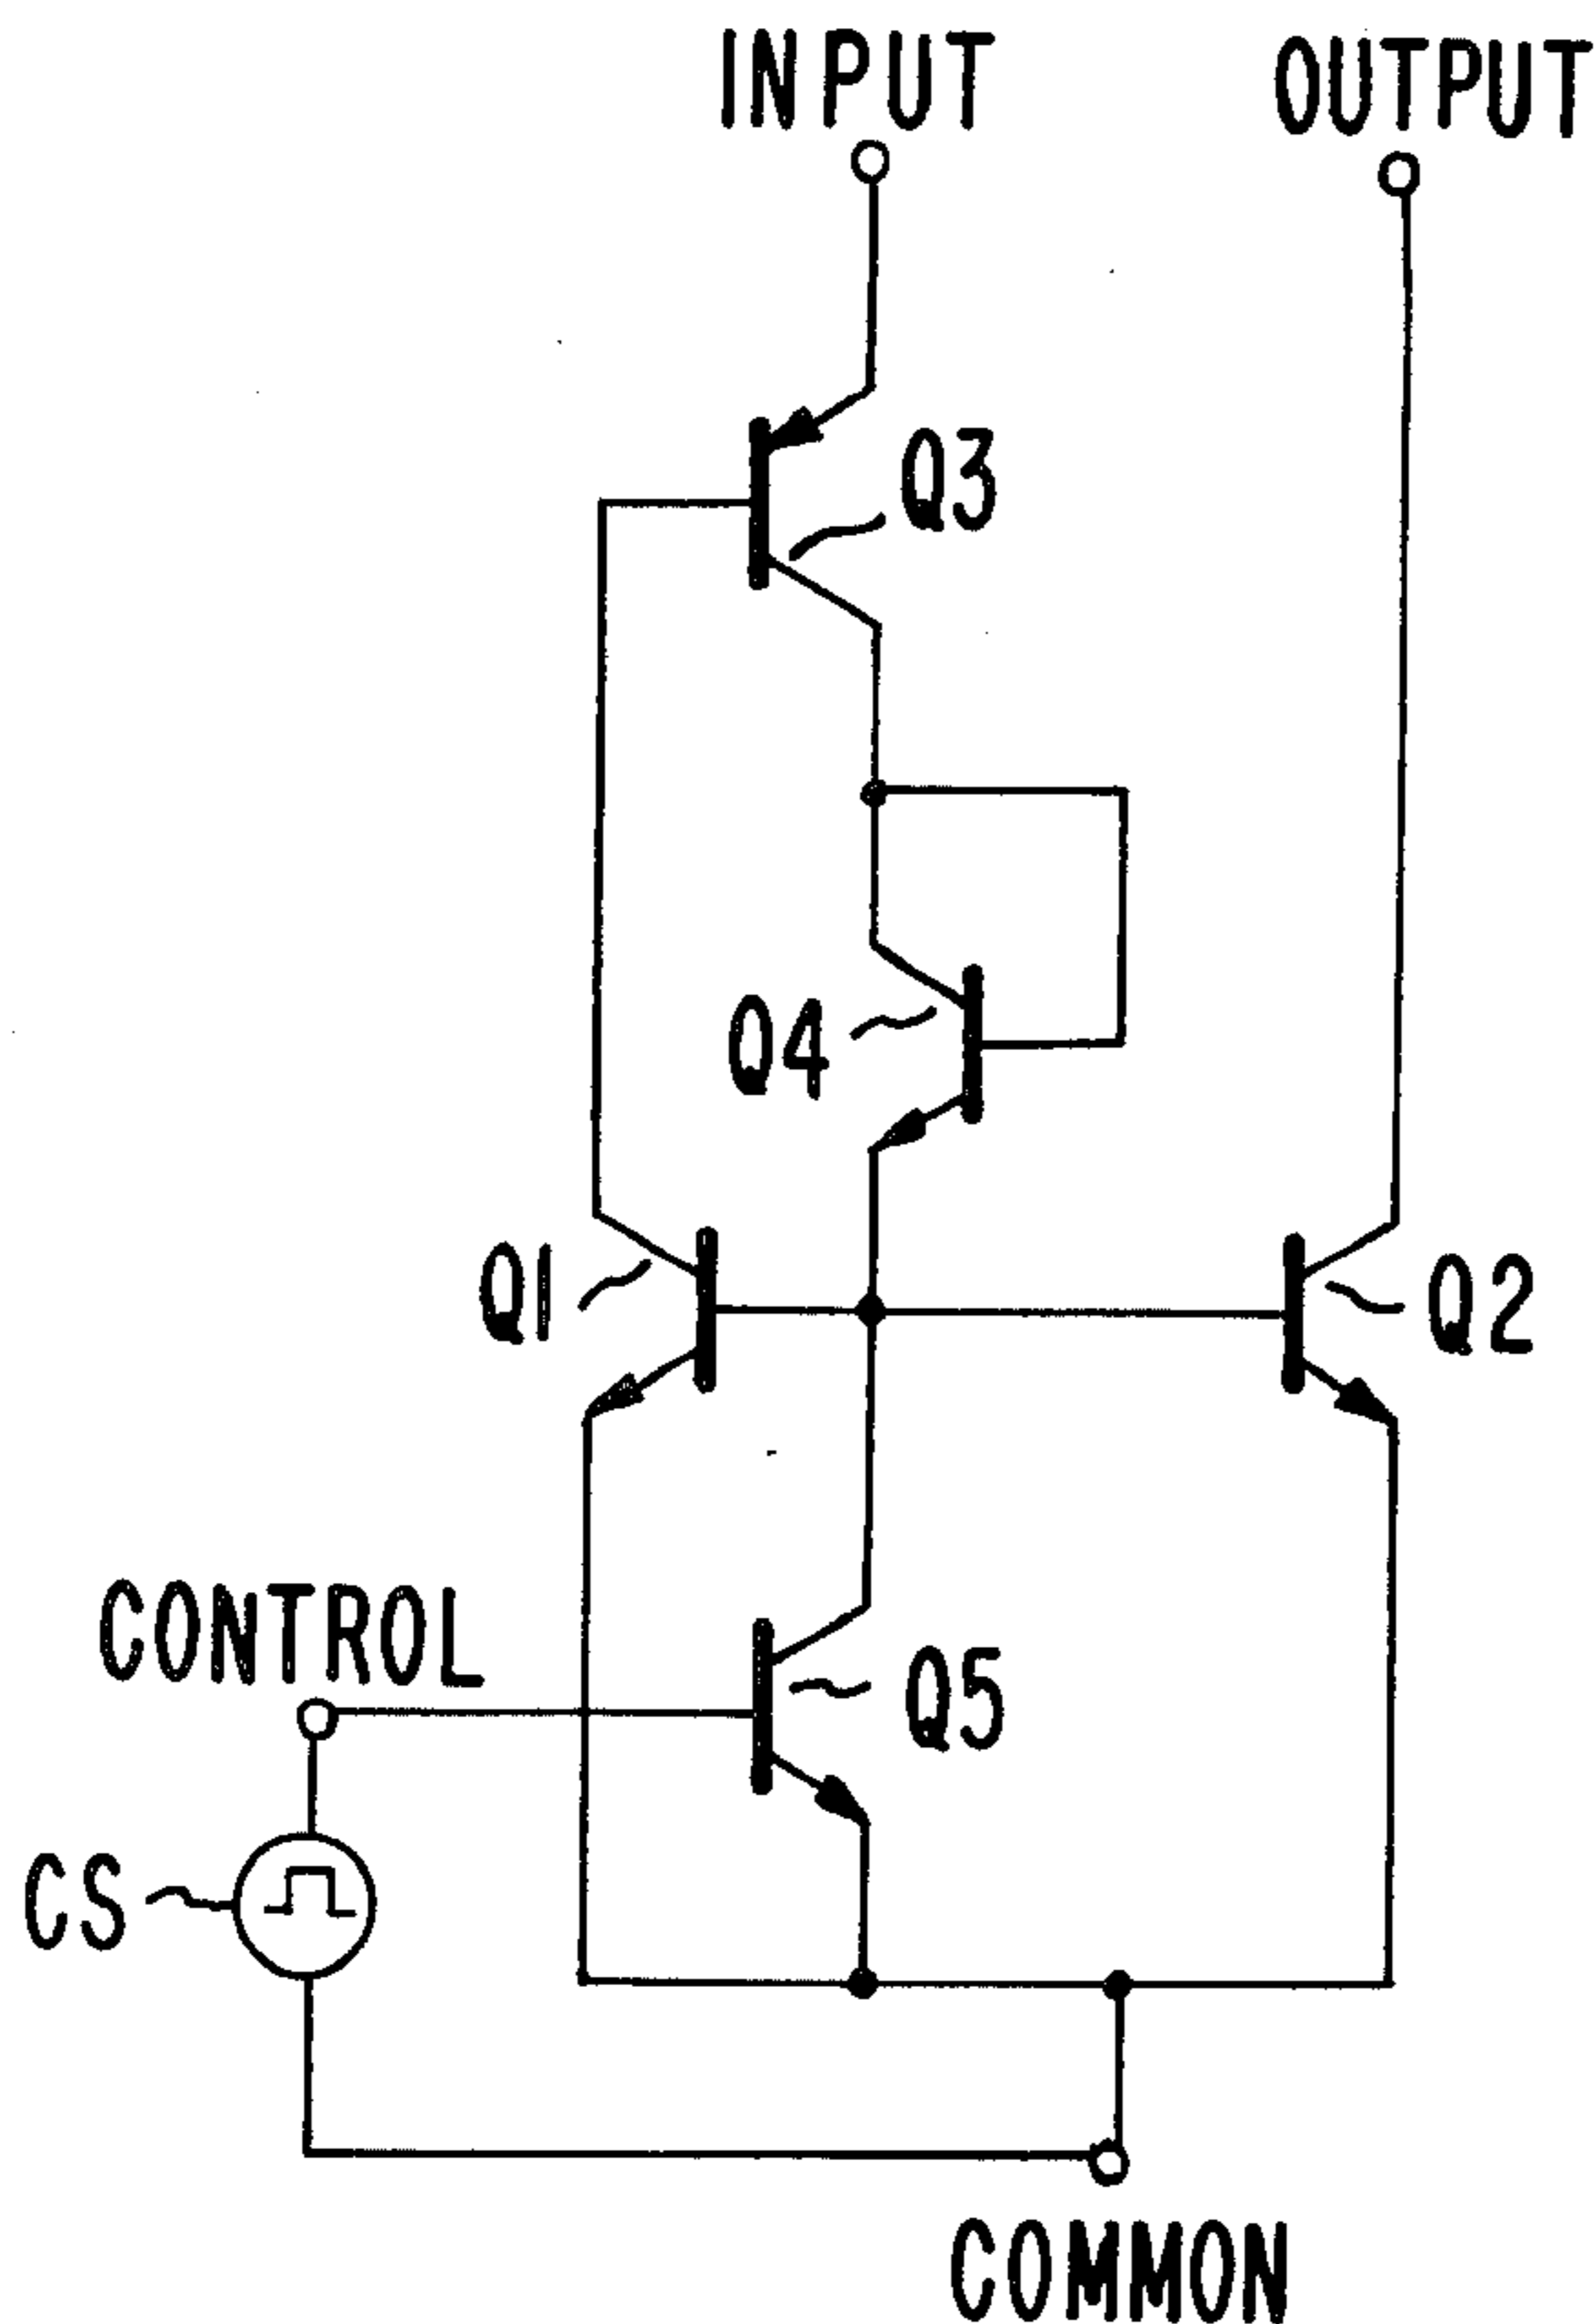 INPUT
OUTPUT
Q3
Q4
Q1
Q2
CONTROL
Q5
CS
COMMON